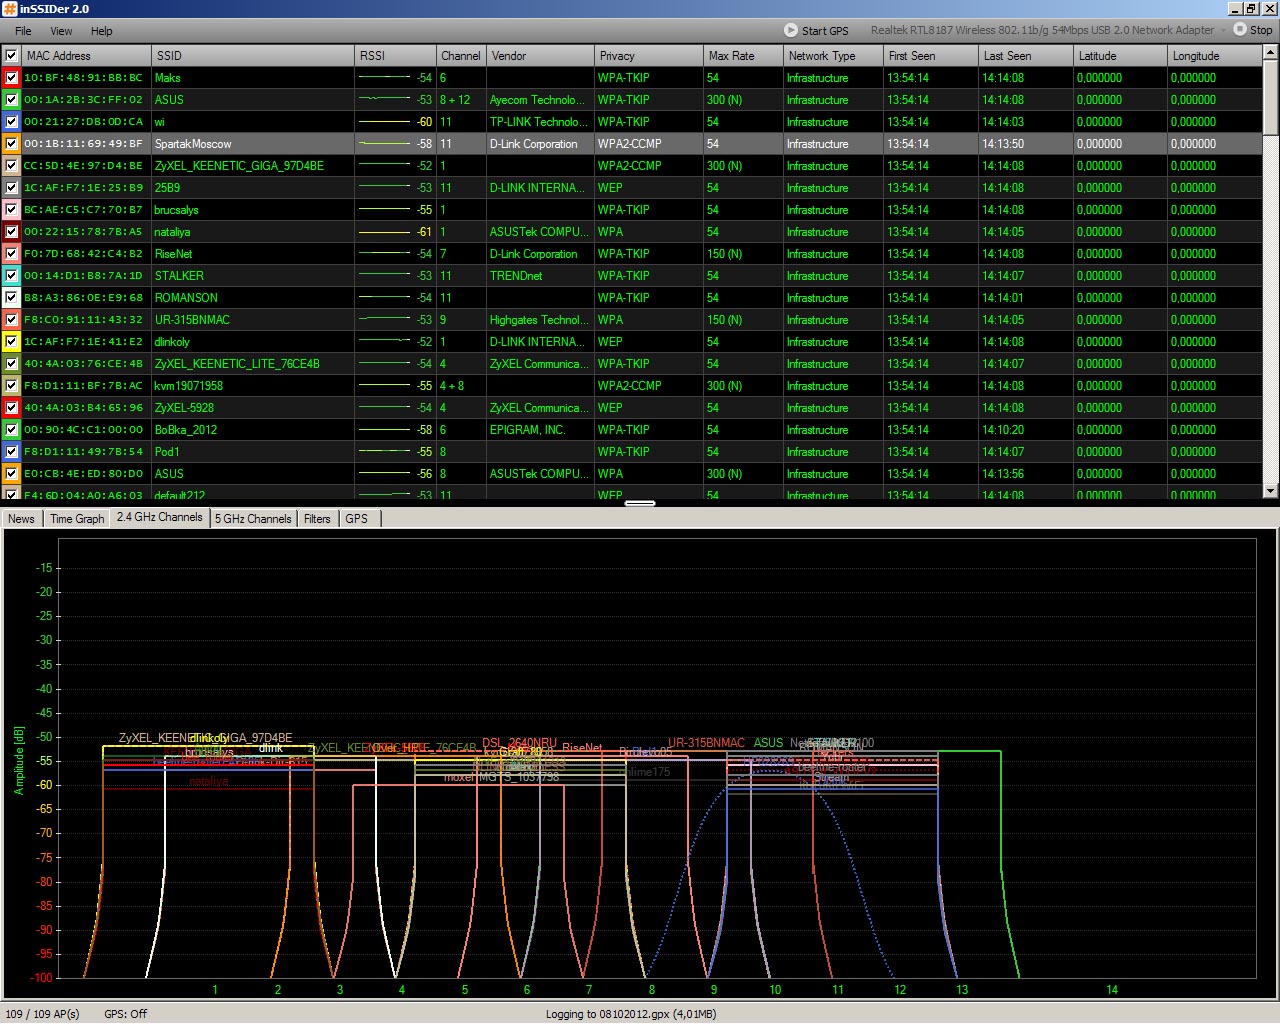 inSSIDer 2.0
File View Help Start GPS Realtek RTL8187 Wireless 802.11b/g 54Mbps USB 2.0 Network Adapter Stop
MAC Address SSID RSSI Channel Vendor Privacy Max Rate Network Type First Seen Last Seen Latitude Longitude
10:BF:48:91:BB:BC Maks -54 6 WPA-TKIP 54 Infrastructure 13:54:14 14:14:08 0,000000 0,000000
00:1A:2B:3C:FF:02 ASUS -53 8 + 12 Ayecom Technolo... WPA-TKIP 300 (N) Infrastructure 13:54:14 14:14:08 0,000000 0,000000
00:21:27:DB:0D:CA wi -60 11 TP-LINK Technolo... WPA-TKIP 54 Infrastructure 13:54:14 14:14:03 0,000000 0,000000
00:1B:11:69:49:BF SpartakMoscow -58 11 D-Link Corporation WPA2-CCMP 54 Infrastructure 13:54:14 14:13:50 0,000000 0,000000
CC:5D:4E:97:D4:BE ZyXEL_KEENETIC_GIGA_97D4BE -52 1 WPA2-CCMP 300 (N) Infrastructure 13:54:14 14:14:08 0,000000 0,000000
1C:AF:F7:1E:25:B9 25B9 -53 11 D-LINK INTERNA... WEP 54 Infrastructure 13:54:14 14:14:08 0,000000 0,000000
BC:AE:C5:C7:70:B7 brucsalys -55 1 WPA-TKIP 54 Infrastructure 13:54:14 14:14:08 0,000000 0,000000
00:22:15:78:7B:A5 nataliya -61 1 ASUSTek COMPU... WPA-TKIP 54 Infrastructure 13:54:14 14:14:05 0,000000 0,000000
F0:7D:68:42:C4:B2 RiseNet -54 7 D-Link Corporation WPA-TKIP 150 (N) Infrastructure 13:54:14 14:14:08 0,000000 0,000000
00:14:D1:B8:7A:1D STALKER -53 11 TRENDnet WPA-TKIP 54 Infrastructure 13:54:14 14:14:07 0,000000 0,000000
B8:A3:86:0E:E9:68 ROMANSON -54 11 WPA-TKIP 54 Infrastructure 13:54:14 14:14:01 0,000000 0,000000
F8:C0:91:11:43:32 UR-315BNMAC -53 9 Highgates Technol... WPA 150 (N) Infrastructure 13:54:14 14:14:05 0,000000 0,000000
1C:AF:F7:1E:41:E2 dlinkoly -52 1 D-LINK INTERNA... WEP 54 Infrastructure 13:54:14 14:14:08 0,000000 0,000000
40:4A:03:76:CE:4B ZyXEL_KEENETIC_LITE_76CE4B -54 4 ZyXEL Communica... WPA-TKIP 54 Infrastructure 13:54:14 14:14:07 0,000000 0,000000
F8:D1:11:BF:7B:AC kvm19071958 -55 4 + 8 WPA2-CCMP 300 (N) Infrastructure 13:54:14 14:14:08 0,000000 0,000000
40:4A:03:B4:65:96 ZyXEL-5928 -54 4 ZyXEL Communica... WEP 54 Infrastructure 13:54:14 14:14:08 0,000000 0,000000
00:90:4C:C1:00:00 BoBka_2012 -58 6 EPIGRAM, INC. WPA-TKIP 54 Infrastructure 13:54:14 14:10:20 0,000000 0,000000
F8:D1:11:49:7B:54 Pod1 -55 8 WPA-TKIP 54 Infrastructure 13:54:14 14:14:07 0,000000 0,000000
E0:CB:4E:ED:80:D0 ASUS -56 8 ASUSTek COMPU... WPA 300 (N) Infrastructure 13:54:14 14:13:56 0,000000 0,000000
F4:6D:04:A0:A6:03 default212 -53 11 WEP 54 Infrastructure 13:54:14 14:14:08 0,000000 0,000000
News Time Graph 2.4 GHz Channels 5 GHz Channels Filters GPS
Amplitude [dB]
-15
-20
-25
-30
-35
-40
-45
-50
-55
-60
-65
-70
-75
-80
-85
-90
-95
-100
dlinkoly
DSL_2640NRU
RiseNet
UR-315BNMAC
ASUS
brucsalys
dlink
nataliya
moxel
MGTS_1037798
1 2 3 4 5 6 7 8 9 10 11 12 13 14
109 / 109 AP(s) GPS: Off Logging to 08102012.gpx (4,01MB)